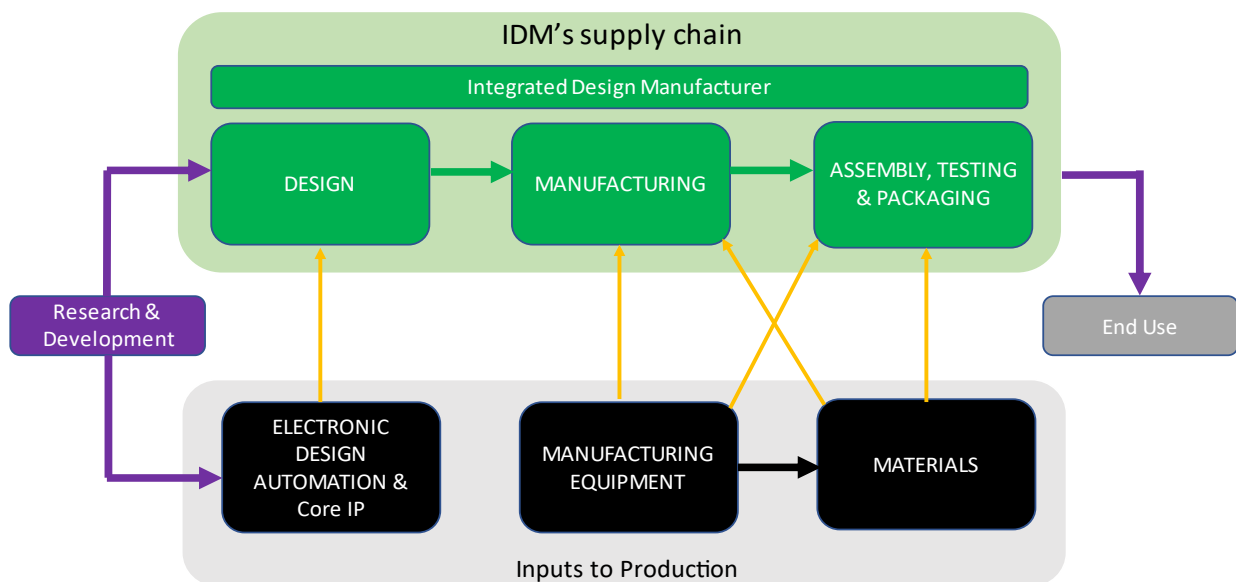 IDM's supply chain
Integrated Design Manufacturer
DESIGN
MANUFACTURING
ASSEMBLY, TESTING
& PACKAGING
Research &
Development
End Use
ELECTRONIC
DESIGN
AUTOMATION &
Core IP
MANUFACTURING
EQUIPMENT
MATERIALS
Inputs to Production